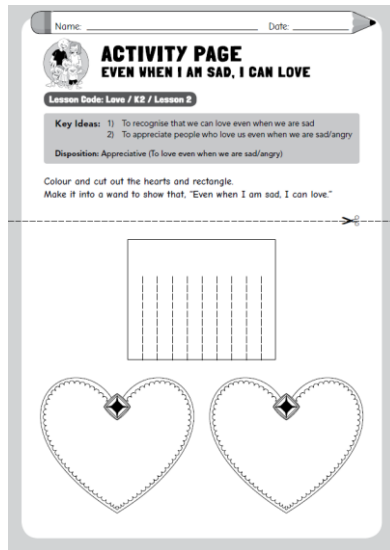 Name: Date:
ACTIVITY PAGE
EVEN WHEN I AM SAD, I CAN LOVE
Lesson Code: Love / K2 / Lesson 2
Key Ideas: 1) To recognise that we can love even when we are sad
2) To appreciate people who love us even when we are sad/angry
Disposition: Appreciative (To love even when we are sad/angry)
Colour and cut out the hearts and rectangle.
Make it into a wand to show that, “Even when I am sad, I can love.”